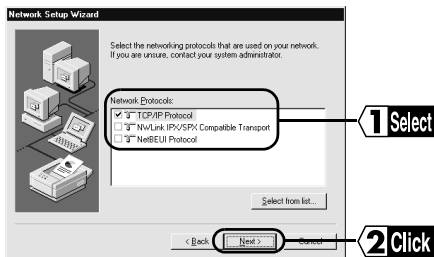 Network Setup Wizard
Select the networking protocols that are used on your network.
If you are unsure, contact your system administrator.
Network Protocols:
TCP/IP Protocol
NWLink IPX/SPX Compatible Transport
NetBEUI Protocol
1 Select
Select from list...
< Back
Next >
Cancel
2 Click